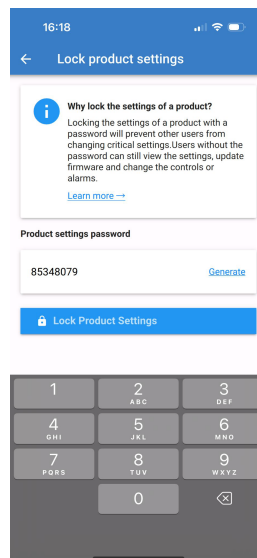 16:18
Lock product settings
Why lock the settings of a product?
Locking the settings of a product with a
password will prevent other users from
changing critical settings.Users without the
password can still view the settings, update
firmware and change the controls or
alarms.
Learn more →
Product settings password
85348079 Generate
Lock Product Settings
1 2 3
ABC DEF
4 5 6
GHI JKL MNO
7 8 9
PQRS TUV WXYZ
0